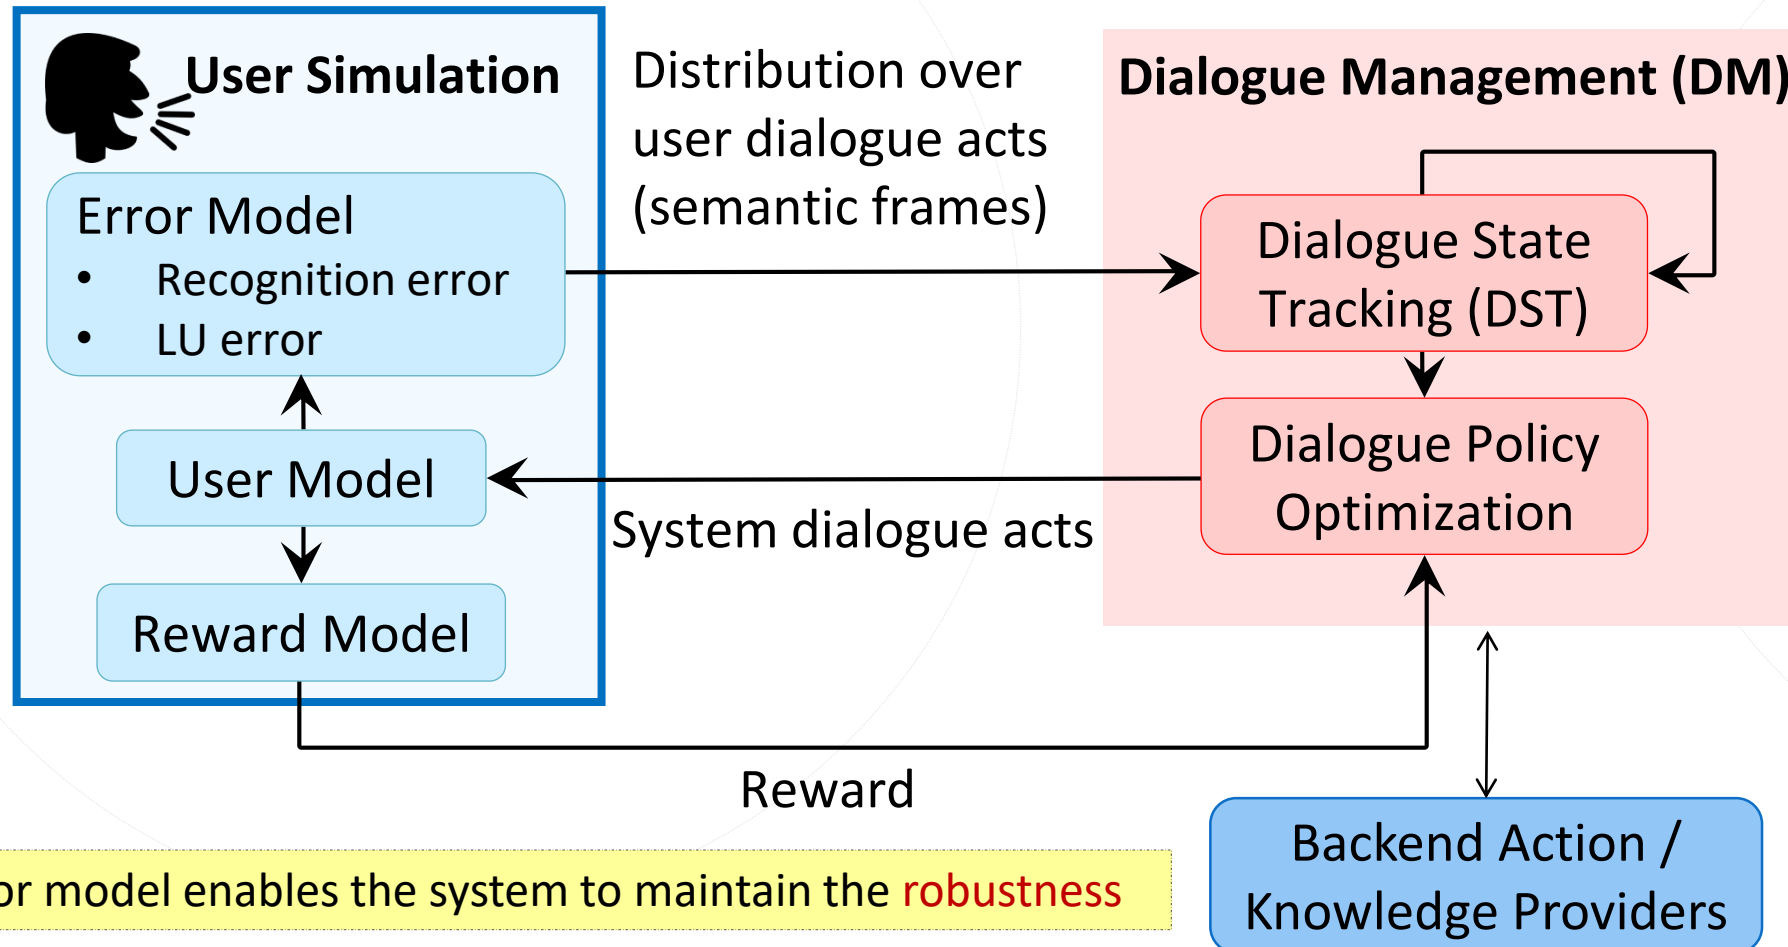 User Simulation
Error Model
• Recognition error
• LU error
User Model
Reward Model
Distribution over
user dialogue acts
(semantic frames)
System dialogue acts
Reward
Dialogue Management (DM)
Dialogue State
Tracking (DST)
Dialogue Policy
Optimization
Backend Action /
Knowledge Providers
or model enables the system to maintain the robustness